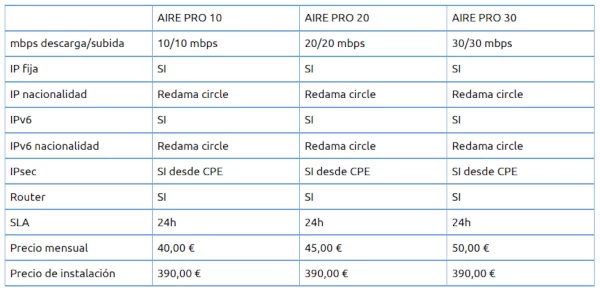 AIRE PRO 10 AIRE PRO 20 AIRE PRO 30
mbps descarga/subida 10/10 mbps 20/20 mbps 30/30 mbps
IP fija SI SI SI
IP nacionalidad Redama circle Redama circle Redama circle
IPv6 SI SI SI
IPv6 nacionalidad Redama circle Redama circle Redama circle
IPsec SI desde CPE SI desde CPE SI desde CPE
Router SI SI SI
SLA 24h 24h 24h
Precio mensual 40,00 € 45,00 € 50,00 €
Precio de instalación 390,00 € 390,00 € 390,00 €